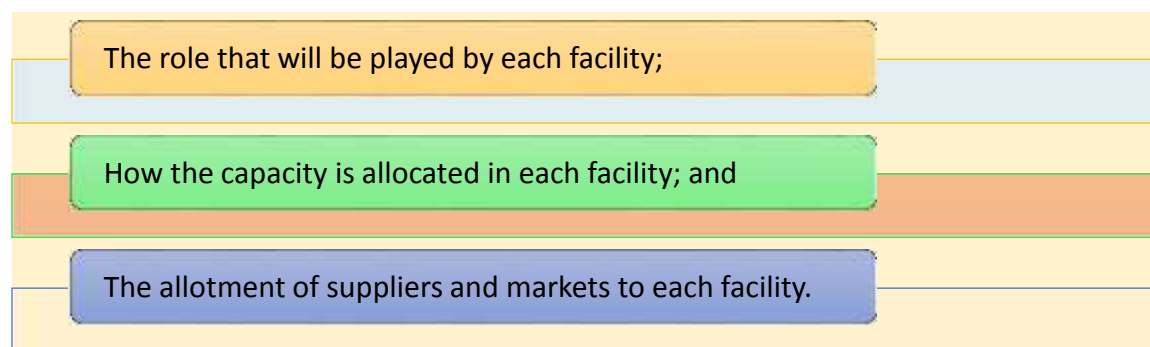 The role that will be played by each facility;
How the capacity is allocated in each facility; and
The allotment of suppliers and markets to each facility.